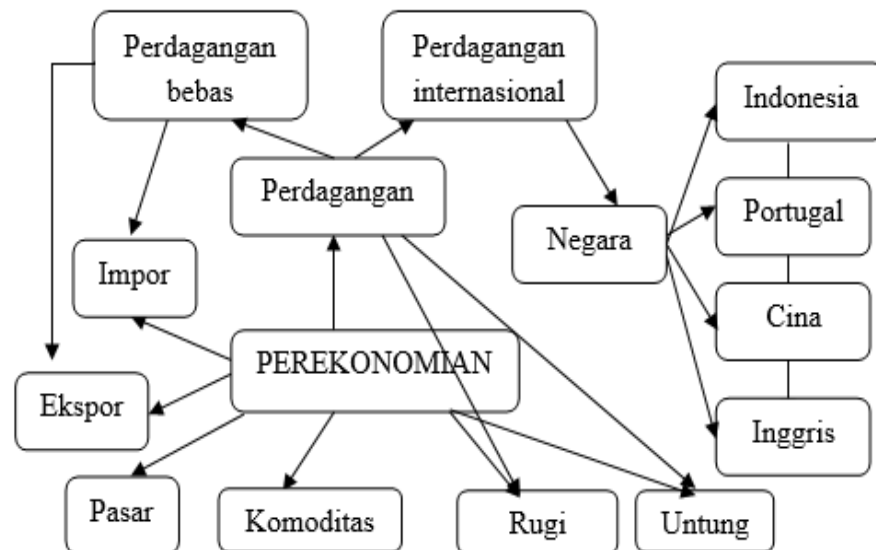 Perdagangan
bebas
Perdagangan
internasional
Indonesia
Perdagangan
Portugal
Negara
Impor
Cina
PEREKONOMIAN
Ekspor
Inggris
Pasar
Komoditas
Rugi
Untung